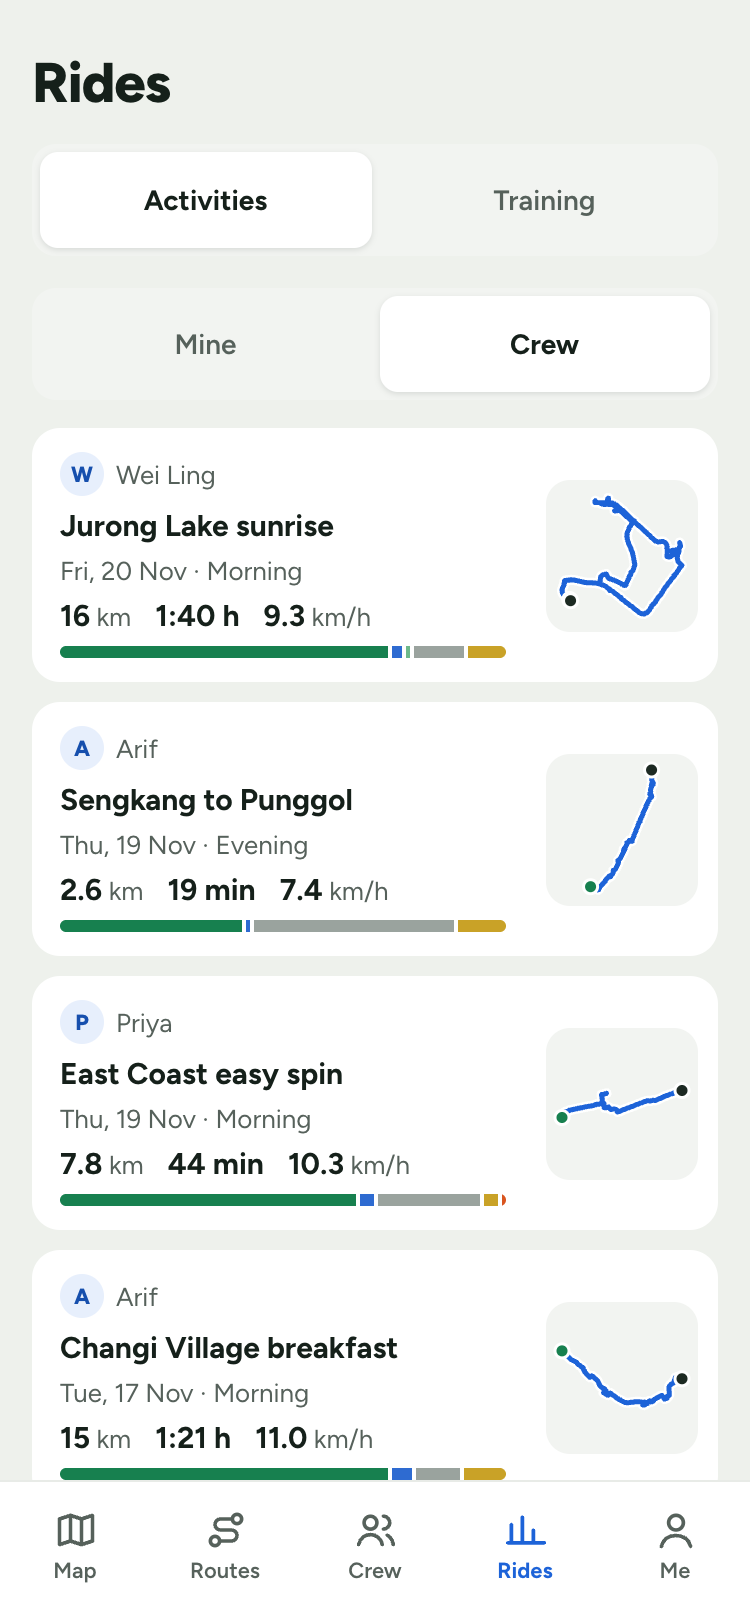 Rides
Activities Training
Mine Crew
W Wei Ling
Jurong Lake sunrise
Fri, 20 Nov · Morning
16 km 1:40 h 9.3 km/h
A Arif
Sengkang to Punggol
Thu, 19 Nov · Evening
2.6 km 19 min 7.4 km/h
P Priya
East Coast easy spin
Thu, 19 Nov · Morning
7.8 km 44 min 10.3 km/h
A Arif
Changi Village breakfast
Tue, 17 Nov · Morning
15 km 1:21 h 11.0 km/h
Map Routes Crew Rides Me